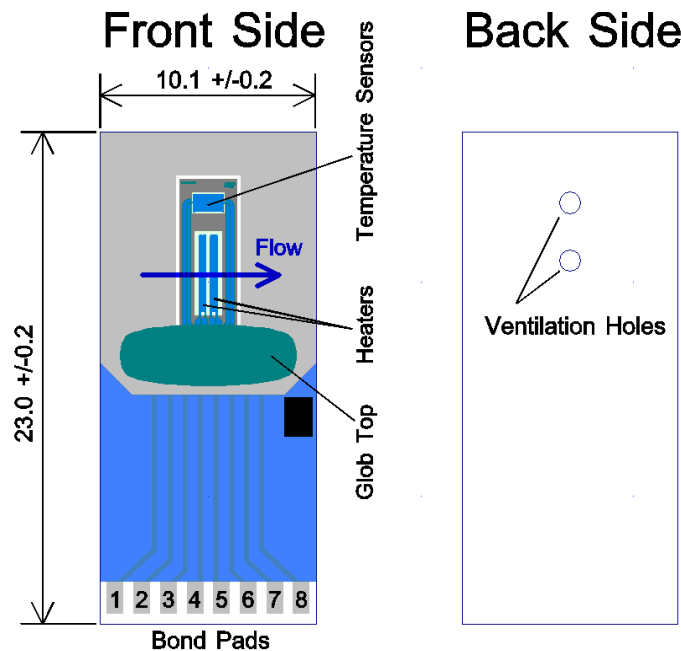 Front Side
Back Side
10.1 +/-0.2
Temperature Sensors
Flow
23.0 +/-0.2
Heaters
Ventilation Holes
Glob Top
1 2 3 4 5 6 7 8
Bond Pads